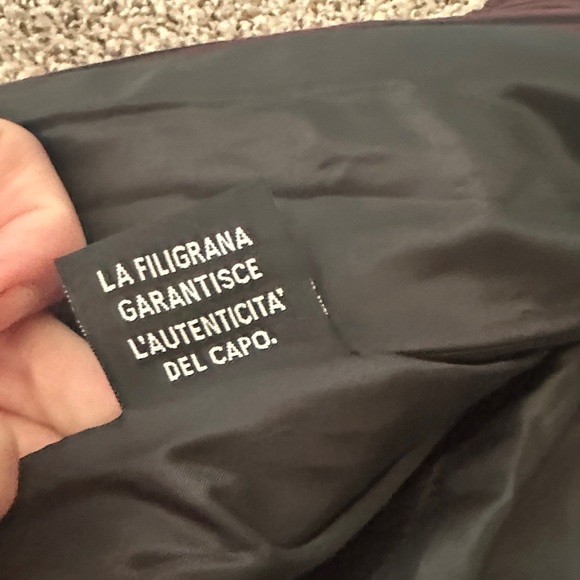 LA FILIGRANA
GARANTISCE
L'AUTENTICITA'
DEL CAPO.